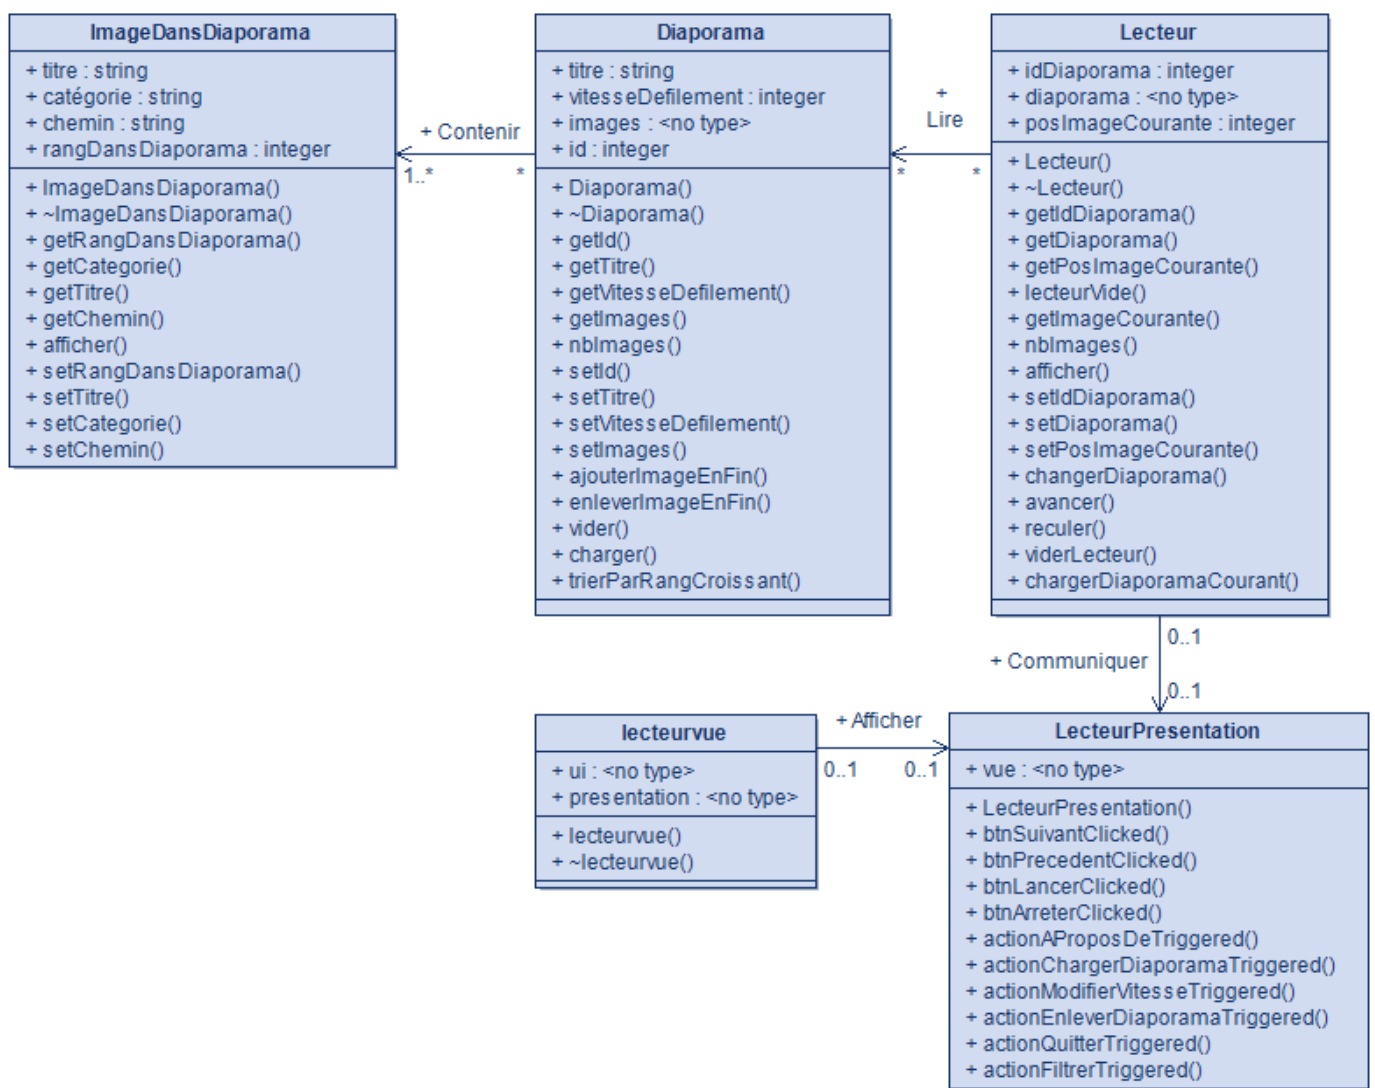 ImageDansDiaporama
+ titre : string
+ catégorie : string
+ chemin : string
+ rangDansDiaporama : integer
+ ImageDansDiaporama()
+ ~ImageDansDiaporama()
+ getRangDansDiaporama()
+ getCategorie()
+ getTitre()
+ getChemin()
+ afficher()
+ setRangDansDiaporama()
+ setTitre()
+ setCategorie()
+ setChemin()
+ Contenir
1..*
*
Diaporama
+ titre : string
+ vitesseDefilement : integer
+ images : <no type>
+ id : integer
+ Diaporama()
+ ~Diaporama()
+ getId()
+ getTitre()
+ getVitesseDefilement()
+ getImages()
+ nbImages()
+ setId()
+ setTitre()
+ setVitesseDefilement()
+ setImages()
+ ajouterImageEnFin()
+ enleverImageEnFin()
+ vider()
+ charger()
+ trierParRangCroissant()
+
Lire
*
*
Lecteur
+ idDiaporama : integer
+ diaporama : <no type>
+ posImageCourante : integer
+ Lecteur()
+ ~Lecteur()
+ getIdDiaporama()
+ getDiaporama()
+ getPosImageCourante()
+ lecteurVide()
+ getImageCourante()
+ nbImages()
+ afficher()
+ setIdDiaporama()
+ setDiaporama()
+ setPosImageCourante()
+ changerDiaporama()
+ avancer()
+ reculer()
+ viderLecteur()
+ chargerDiaporamaCourant()
0..1
+ Communiquer
0..1
lecteurvue
+ ui : <no type>
+ presentation : <no type>
+ lecteurvue()
+ ~lecteurvue()
+ Afficher
0..1
0..1
LecteurPresentation
+ vue : <no type>
+ LecteurPresentation()
+ btnSuivantClicked()
+ btnPrecedentClicked()
+ btnLancerClicked()
+ btnArreterClicked()
+ actionAProposDeTriggered()
+ actionChargerDiaporamaTriggered()
+ actionModifierVitesseTriggered()
+ actionEnleverDiaporamaTriggered()
+ actionQuitterTriggered()
+ actionFiltrerTriggered()